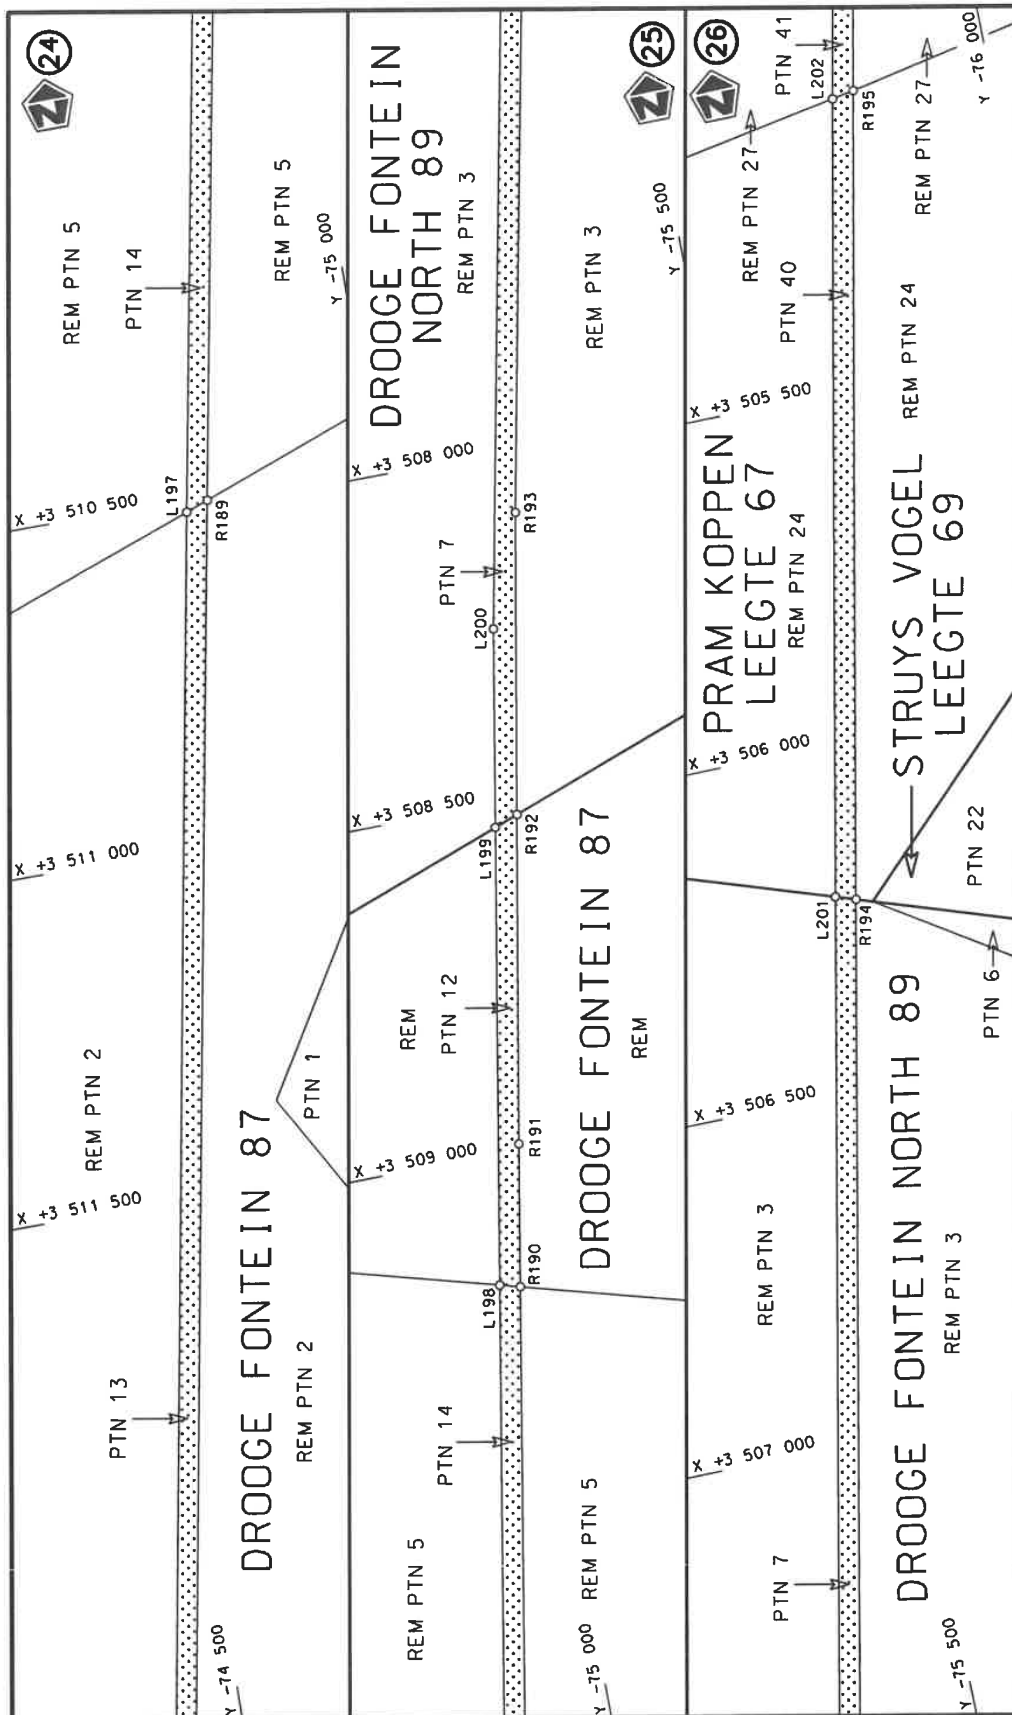 24
REM PTN 5
PTN 14
REM PTN 5
Y -75 000
X +3 510 500
L197
R189
X +3 511 000
REM PTN 2
X +3 511 500
PTN 1
DROOGE FONTEIN 87
REM PTN 2
PTN 13
Y -74 500
25
DROOGE FONTEIN
NORTH 89
REM PTN 3
REM PTN 3
Y -75 500
X +3 508 000
R193
PTN 7
L200
X +3 508 500
L199
R192
REM
PTN 12
DROOGE FONTEIN 87
REM
X +3 509 000
R191
L198
R190
PTN 14
REM PTN 5
REM PTN 5
Y -75 000
26
PTN 41
L202
R195
REM PTN 27
REM PTN 27
Y -76 000
PTN 40
X +3 505 500
PRAM KOPPEN
LEEGTE 67
REM PTN 24
REM PTN 24
STRUYS VOGEL
LEEGTE 69
X +3 506 000
PTN 22
L201
R194
PTN 6
X +3 506 500
REM PTN 3
DROOGE FONTEIN NORTH 89
REM PTN 3
X +3 507 000
PTN 7
Y -75 500